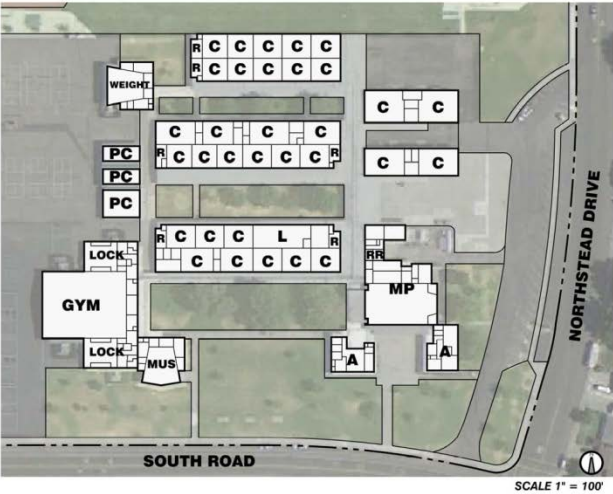 R C C C C C
R C C C C C
WEIGHT
C C
C C C C
R C C C C C C R
PC
C C
PC
PC
R C C C L R
C C C C C
LOCK
RR
MP
GYM
LOCK
MUS
A
A
NORTHSTEAD DRIVE
SOUTH ROAD
SCALE 1" = 100'